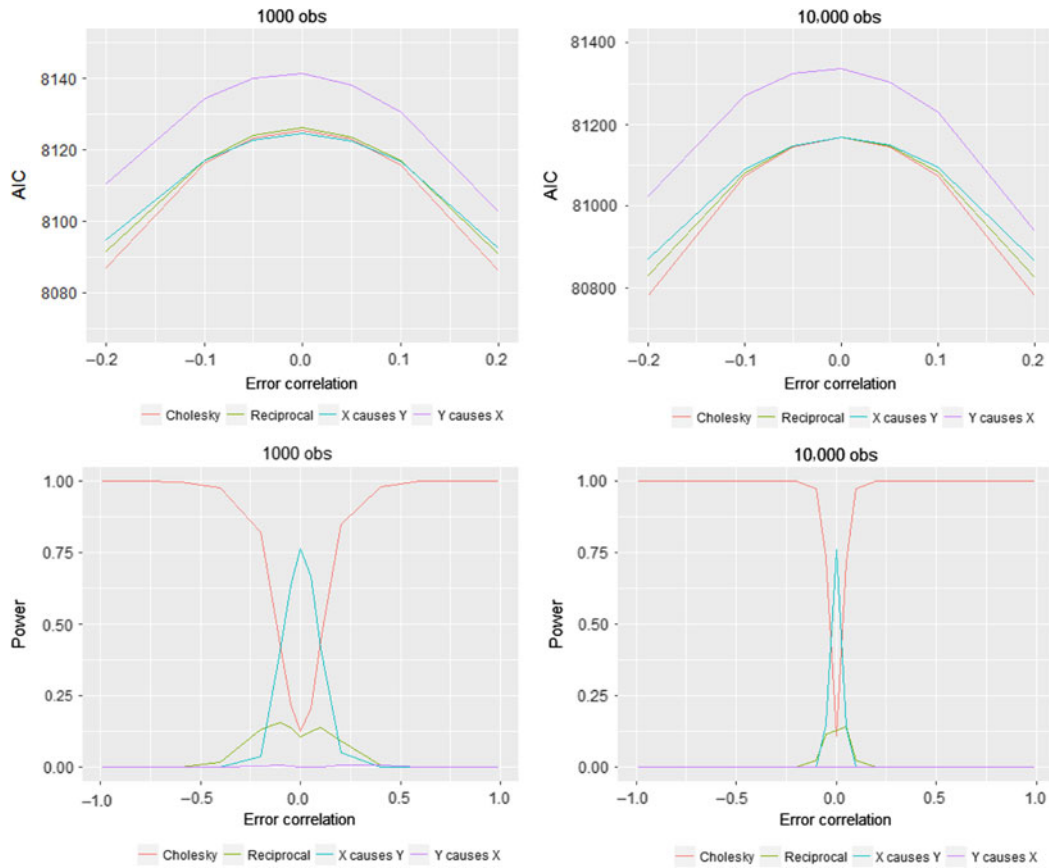 1000 obs
AIC
8140
8120
8100
8080
–0.2 –0.1 0.0 0.1 0.2
Error correlation
Cholesky Reciprocal X causes Y Y causes X
10,000 obs
AIC
81400
81200
81000
80800
–0.2 –0.1 0.0 0.1 0.2
Error correlation
Cholesky Reciprocal X causes Y Y causes X
1000 obs
Power
1.00
0.75
0.50
0.25
0.00
–1.0 –0.5 0.0 0.5 1.0
Error correlation
Cholesky Reciprocal X causes Y Y causes X
10,000 obs
Power
1.00
0.75
0.50
0.25
0.00
–1.0 –0.5 0.0 0.5 1.0
Error correlation
Cholesky Reciprocal X causes Y Y causes X